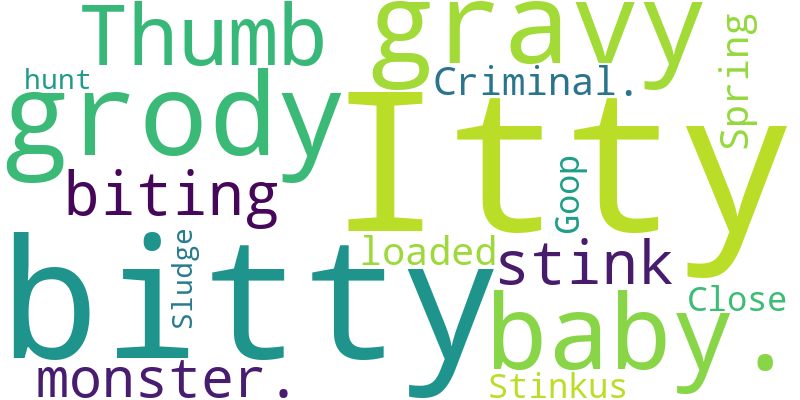 Thumb
gravy
Spring
hunt
Criminal.
grody
Itty
biting
Goop
Sludge
bitty
loaded
stink
Close
baby.
monster.
Stinkus